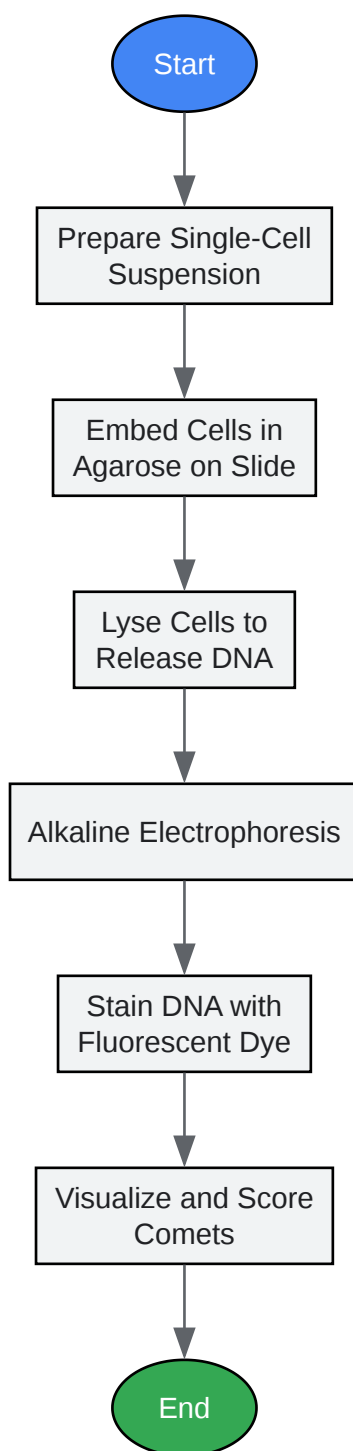 Start
Prepare Single-Cell
Suspension
Embed Cells in
Agarose on Slide
Lyse Cells to
Release DNA
Alkaline Electrophoresis
Stain DNA with
Fluorescent Dye
Visualize and Score
Comets
End